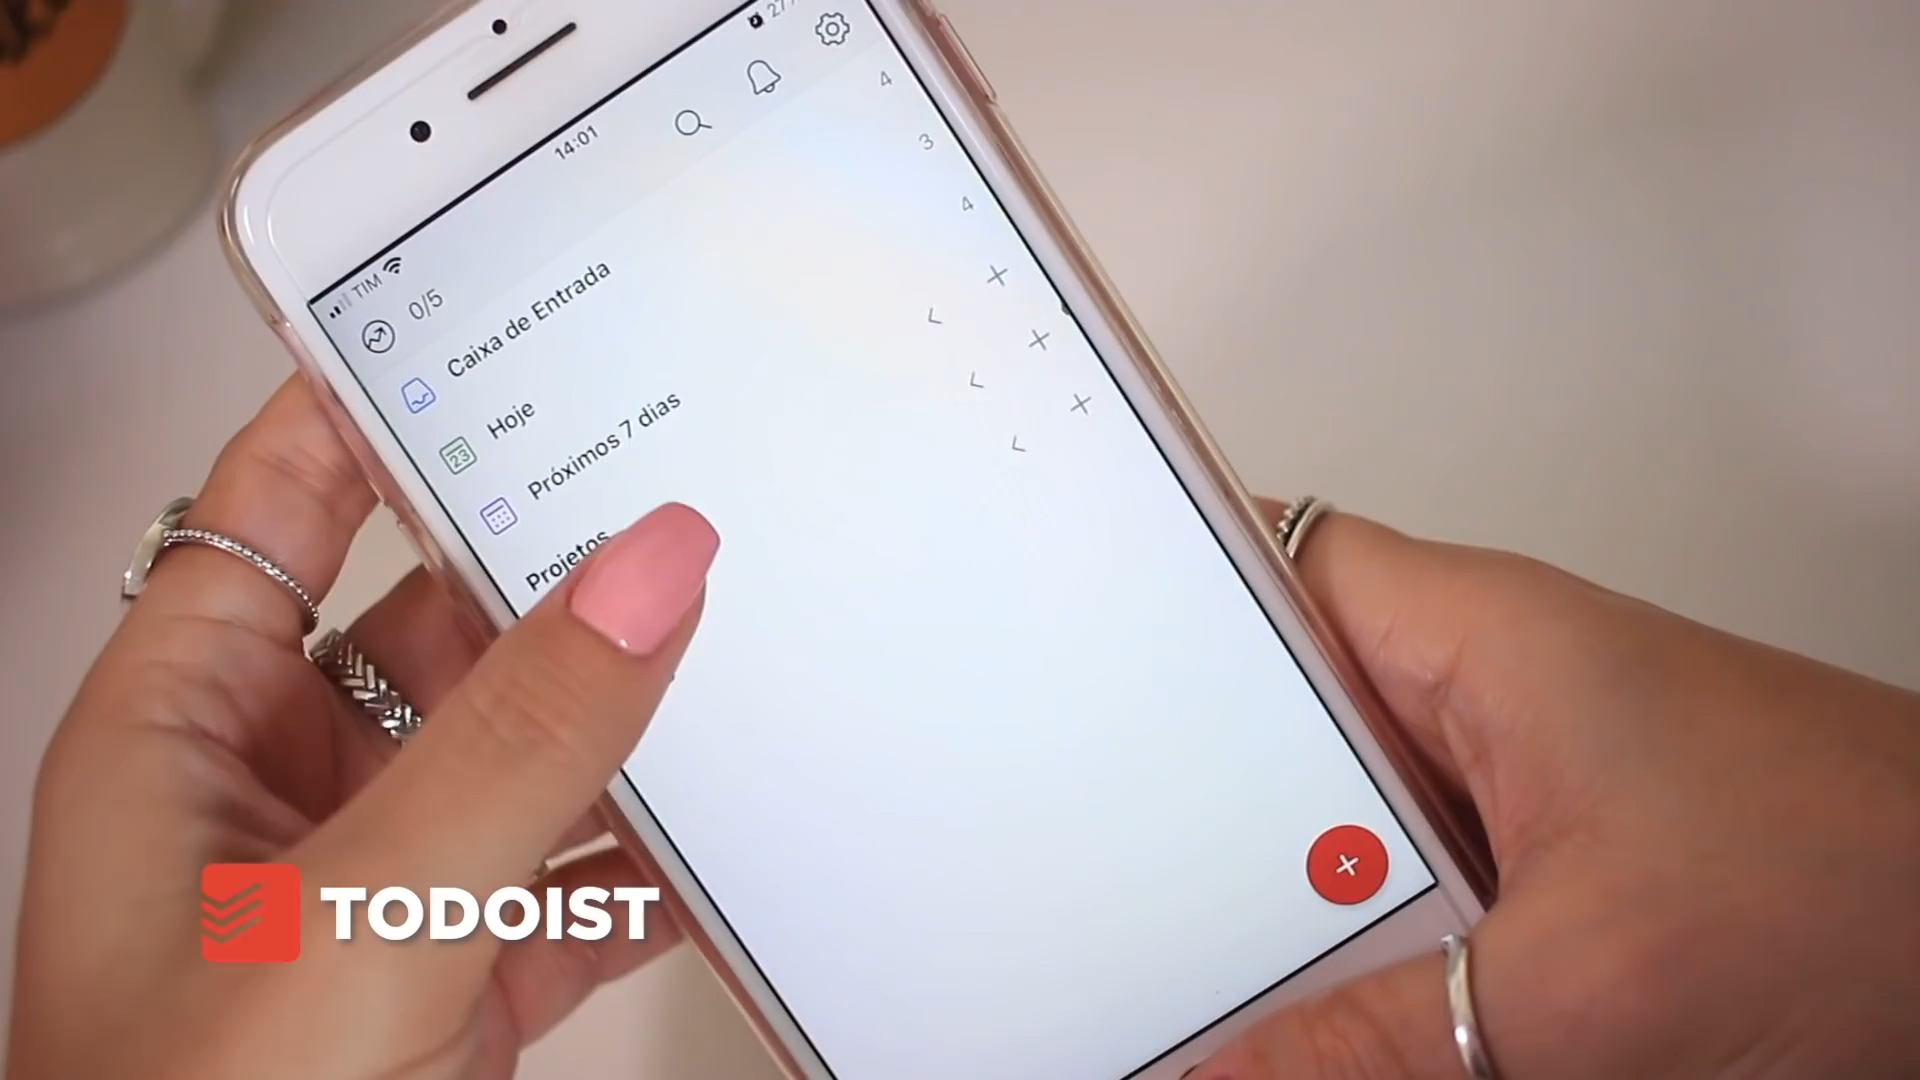 TIM 14:01
0/5
Caixa de Entrada 4
23 Hoje 3
Próximos 7 dias 4
Projetos
TODOIST